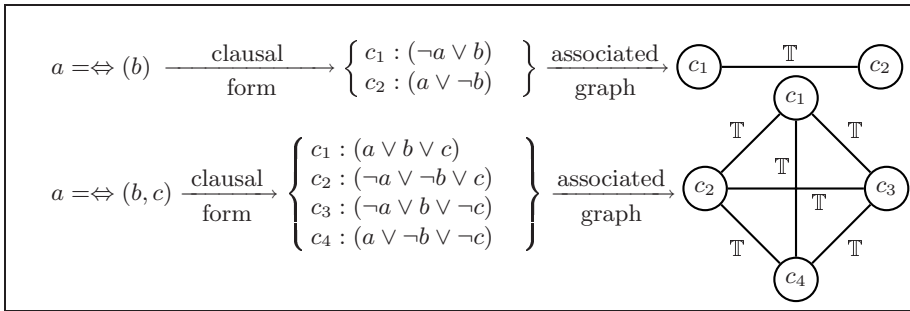 a =⇔ (b) clausal form { c₁ : (¬a ∨ b) associated graph c₁ 𝕋 c₂
c₂ : (a ∨ ¬b) }
a =⇔ (b, c) clausal form { c₁ : (a ∨ b ∨ c)
c₂ : (¬a ∨ ¬b ∨ c)
c₃ : (¬a ∨ b ∨ ¬c)
c₄ : (a ∨ ¬b ∨ ¬c) } associated graph
c₁
𝕋 𝕋
𝕋
c₂ c₃
𝕋
𝕋 𝕋
c₄